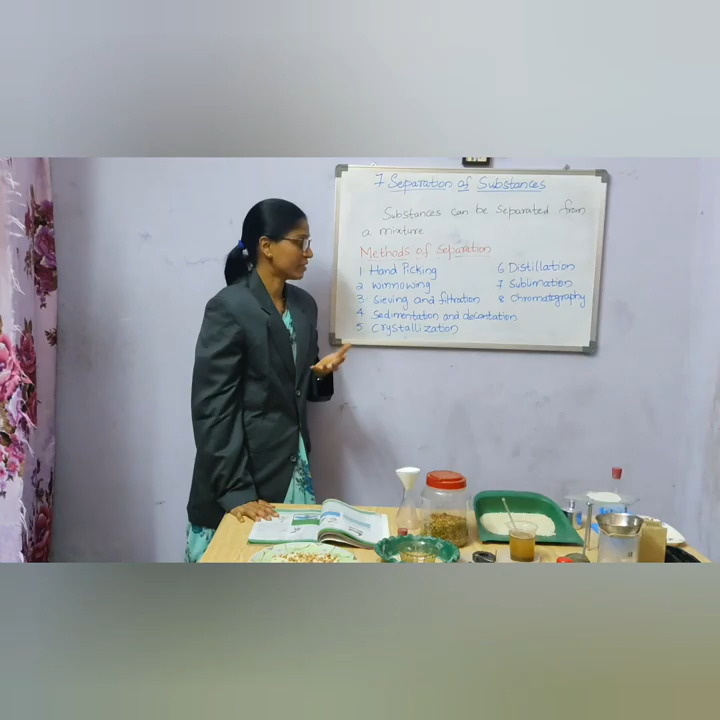 7 Separation of Substances
Substances can be separated from
a mixture
Methods of Separation
1 Hand Picking
2 Winnowing
3 Sieving and filtration
4 Sedimentation and decantation
5 Crystallization
6 Distillation
7 Sublimation
8 Chromatography